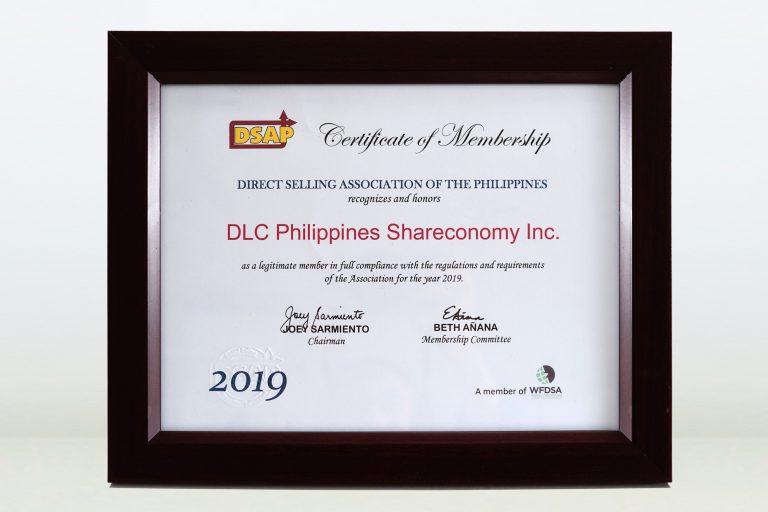 DSAP
Certificate of Membership
DIRECT SELLING ASSOCIATION OF THE PHILIPPINES
recognizes and honors
DLC Philippines Shareconomy Inc.
as a legitimate member in full compliance with the regulations and requirements
of the Association for the year 2019.
Joey Sarmiento
JOEY SARMIENTO
Chairman
EAñana
BETH AÑANA
Membership Committee
DSAP
2019
A member of WFDSA